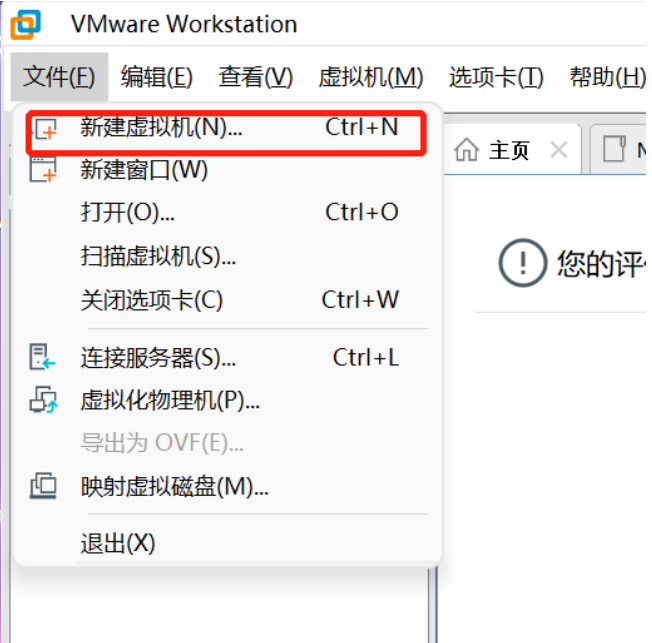 VMware Workstation
文件(F) 编辑(E) 查看(V) 虚拟机(M) 选项卡(T) 帮助(H)
新建虚拟机(N)... Ctrl+N
新建窗口(W)
打开(O)... Ctrl+O
扫描虚拟机(S)...
关闭选项卡(C) Ctrl+W
连接服务器(S)... Ctrl+L
虚拟化物理机(P)...
导出为 OVF(E)...
映射虚拟磁盘(M)...
退出(X)
主页
您的评